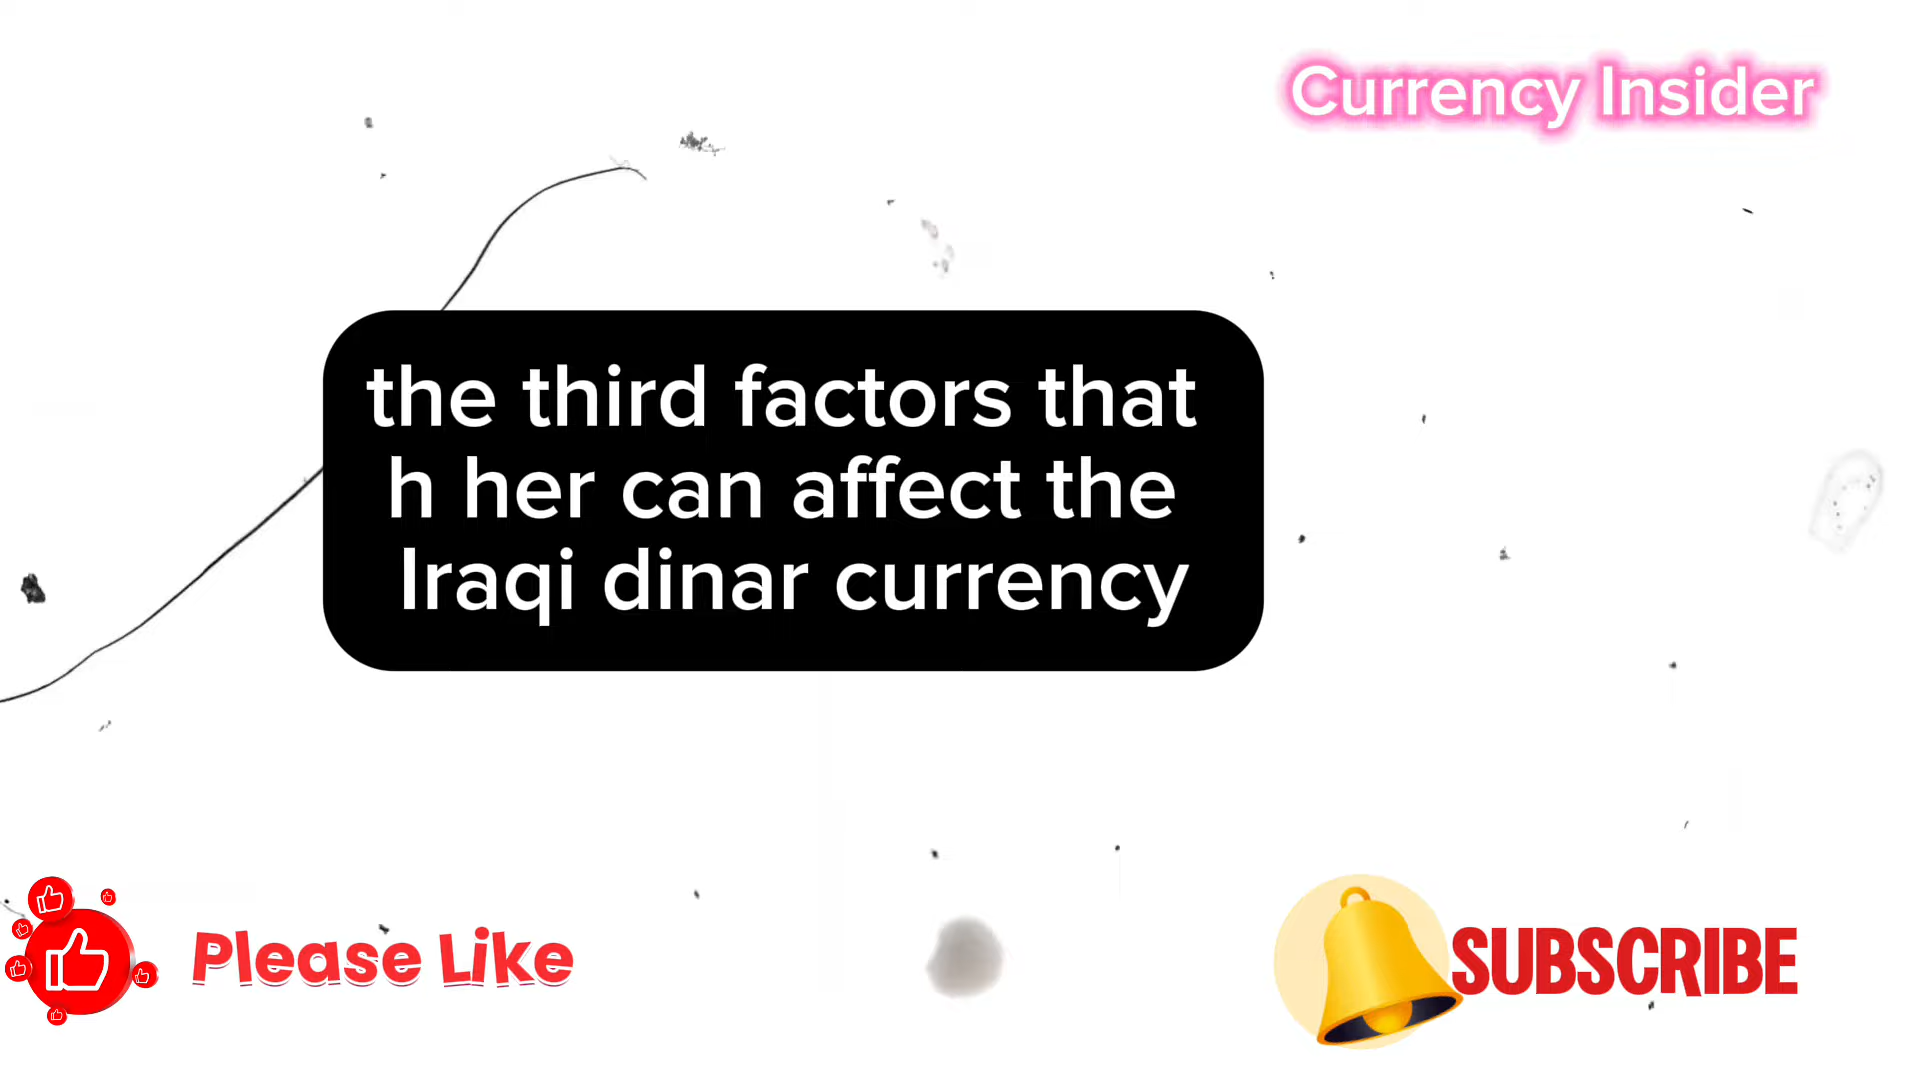 Currency Insider
the third factors that
h her can affect the
Iraqi dinar currency
Please Like
SUBSCRIBE